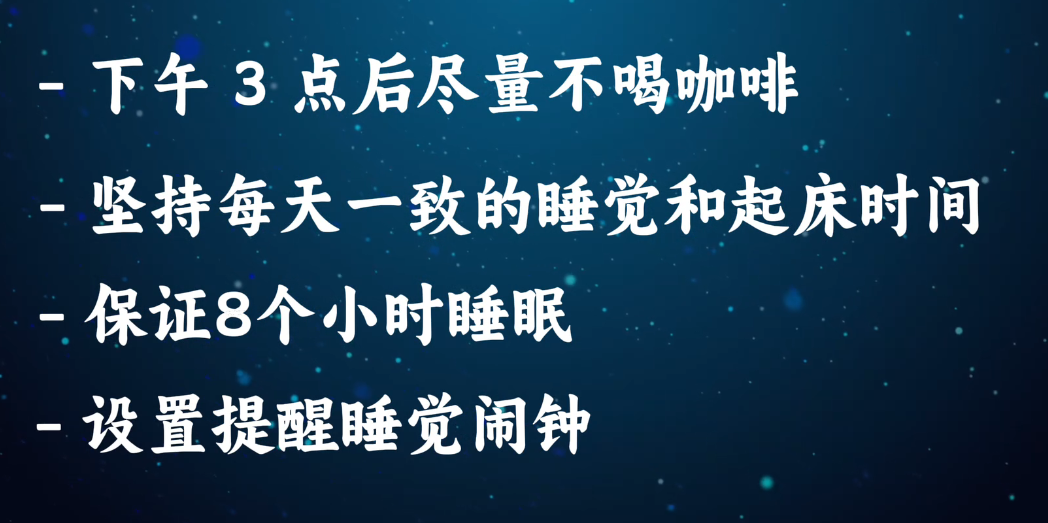 - 下午 3 点后尽量不喝咖啡
- 坚持每天一致的睡觉和起床时间
- 保证8个小时睡眠
- 设置提醒睡觉闹钟